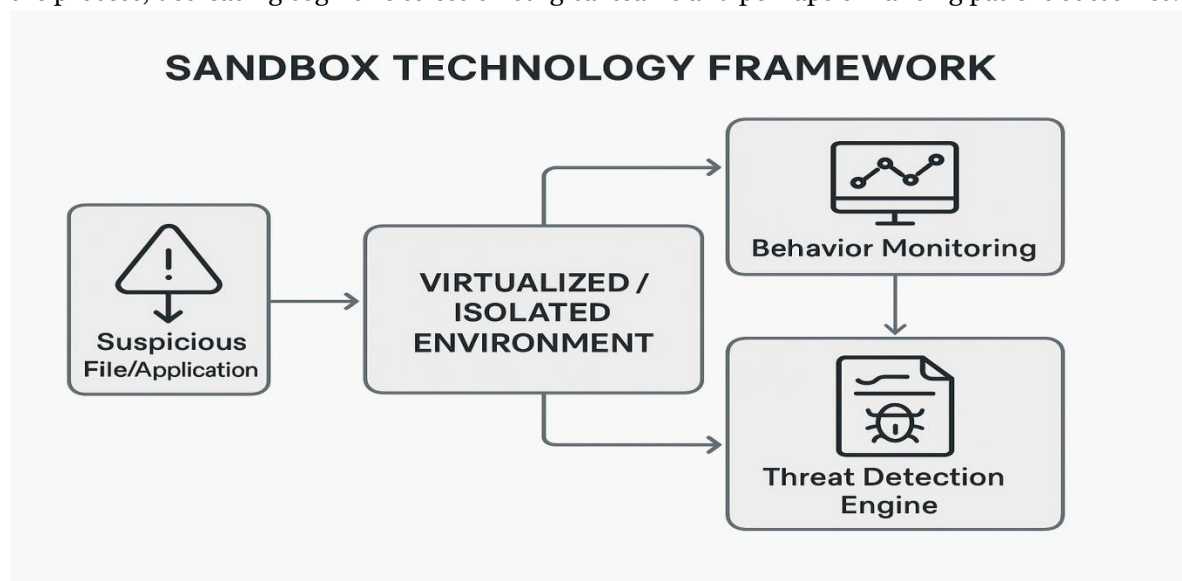 SANDBOX TECHNOLOGY FRAMEWORK
Suspicious
File/Application
VIRTUALIZED /
ISOLATED
ENVIRONMENT
Behavior Monitoring
Threat Detection
Engine